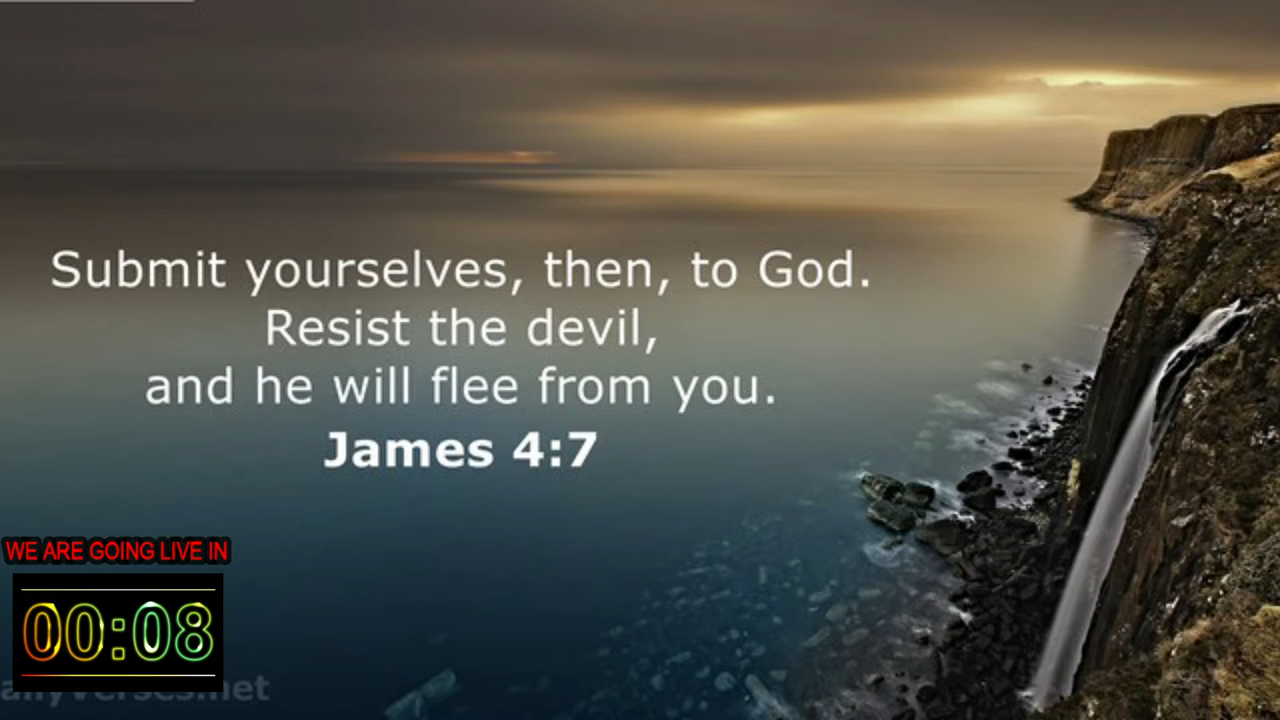 Submit yourselves, then, to God.
Resist the devil,
and he will flee from you.
James 4:7
WE ARE GOING LIVE IN
00:08